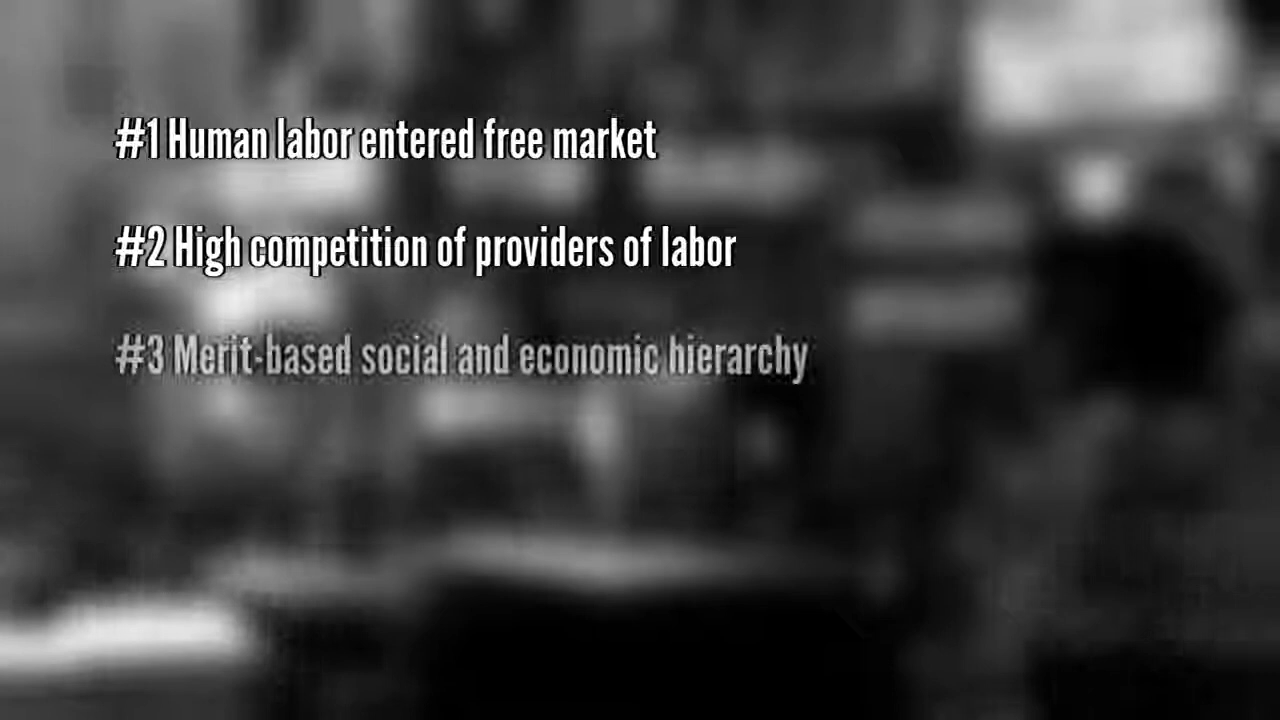 #1 Human labor entered free market
#2 High competition of providers of labor
#3 Merit-based social and economic hierarchy